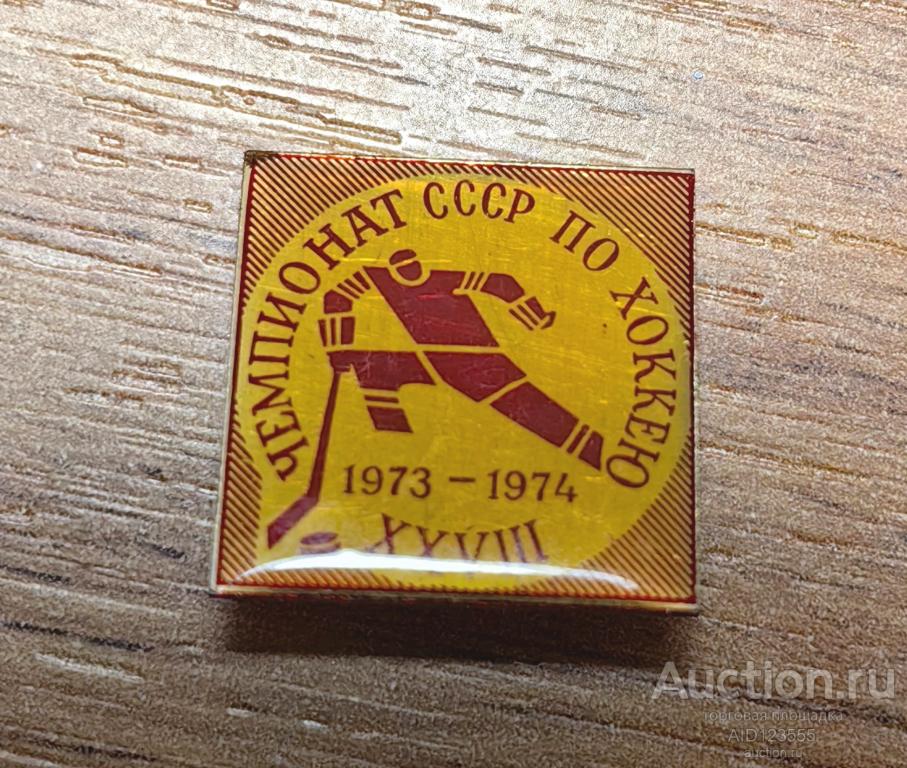 ЧЕМПИОНАТ СССР ПО ХОККЕЮ
1973 – 1974
XXVIII
Auction.ru
торговая площадка
AID123555
auction.ru